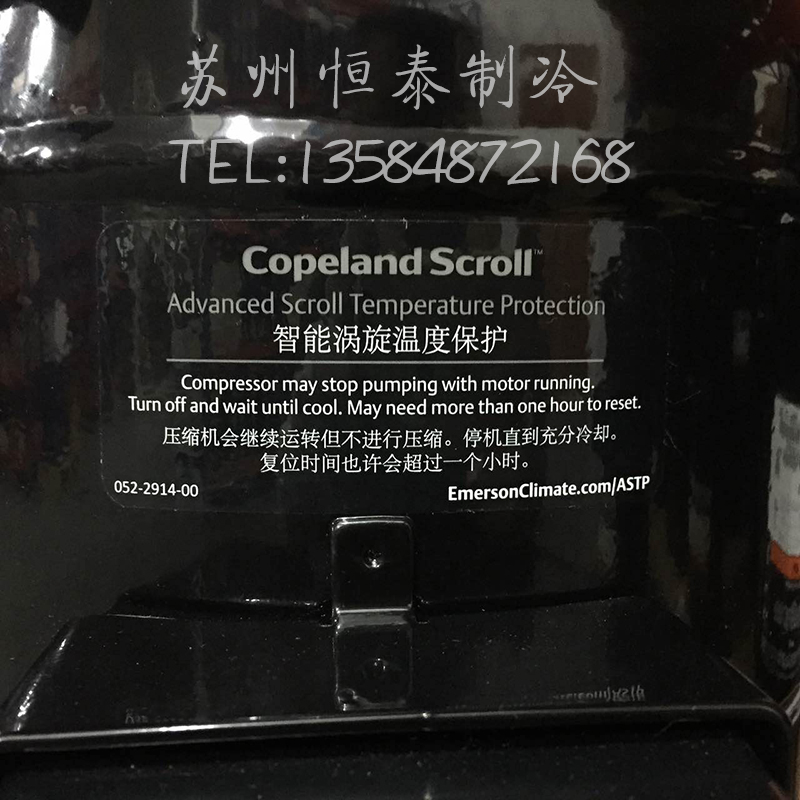 苏州恒泰制冷
TEL:13584872168
Copeland Scroll™
Advanced Scroll Temperature Protection
智能涡旋温度保护
Compressor may stop pumping with motor running.
Turn off and wait until cool. May need more than one hour to reset.
压缩机会继续运转但不进行压缩。停机直到充分冷却。
复位时间也许会超过一个小时。
052-2914-00 EmersonClimate.com/ASTP